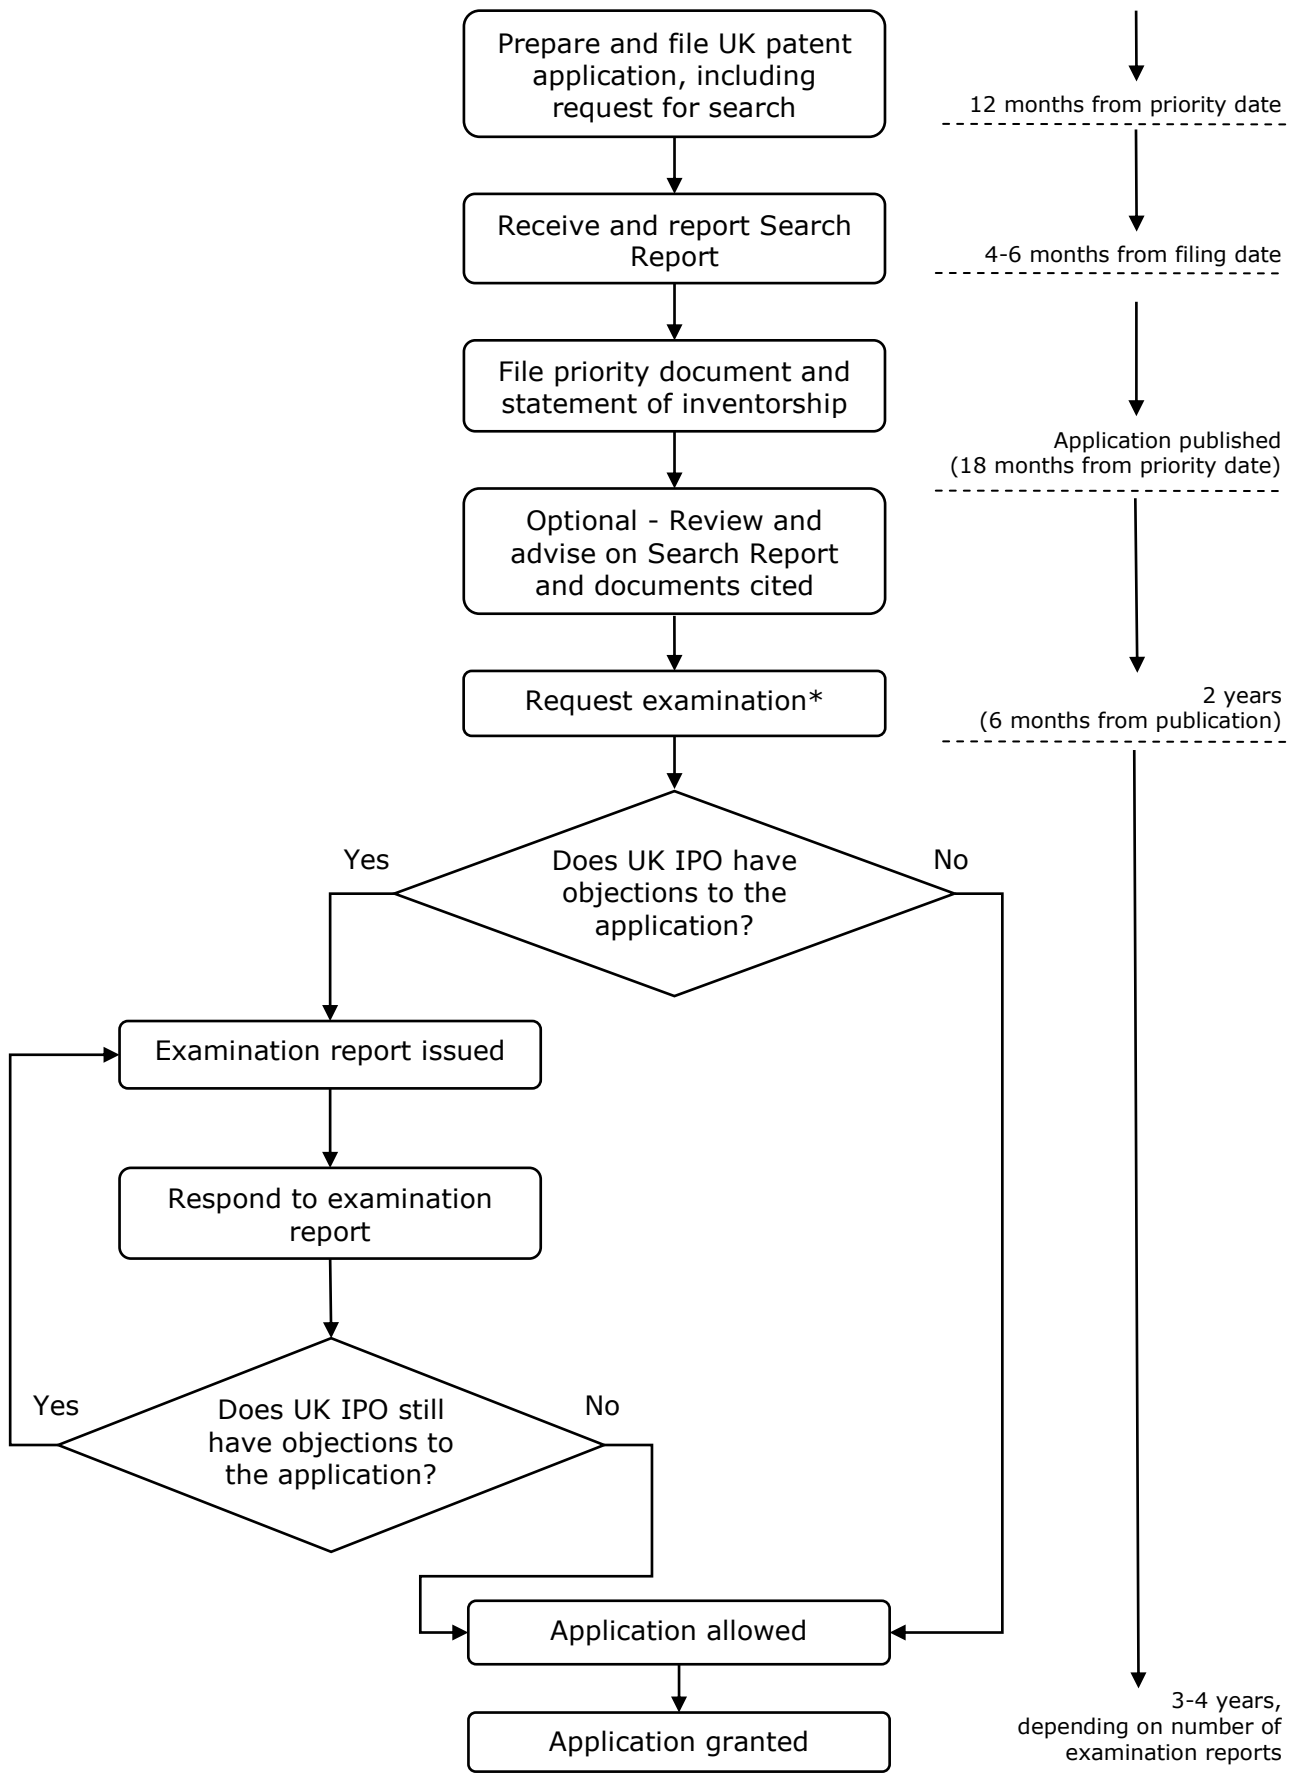 Prepare and file UK patent
application, including
request for search
12 months from priority date
Receive and report Search
Report
4-6 months from filing date
File priority document and
statement of inventorship
Application published
(18 months from priority date)
Optional - Review and
advise on Search Report
and documents cited
Request examination*
2 years
(6 months from publication)
Does UK IPO have
objections to the
application?
Yes
No
Examination report issued
Respond to examination
report
Does UK IPO still
have objections to
the application?
Yes
No
Application allowed
Application granted
3-4 years,
depending on number of
examination reports